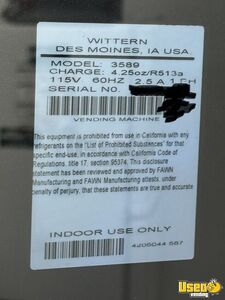 WITTERN
DES MOINES, IA USA.
MODEL: 3589
CHARGE: 4.25oz/R513a
115V 60HZ 2.5 A 1 PH
SERIAL NO.
VENDING MACHINE
This equipment is prohibited from use in California with any
refrigerants on the "List of Prohibited Substances" for that
specific end-use, in accordance with California Code of
Regulations, title 17, section 95374. This disclosure
statement has been reviewed and approved by FAWN
Manufacturing and FAWN Manufacturing attests, under
penalty of perjury, that these statements are true and accurate
INDOOR USE ONLY
4205044 567
UsedVending